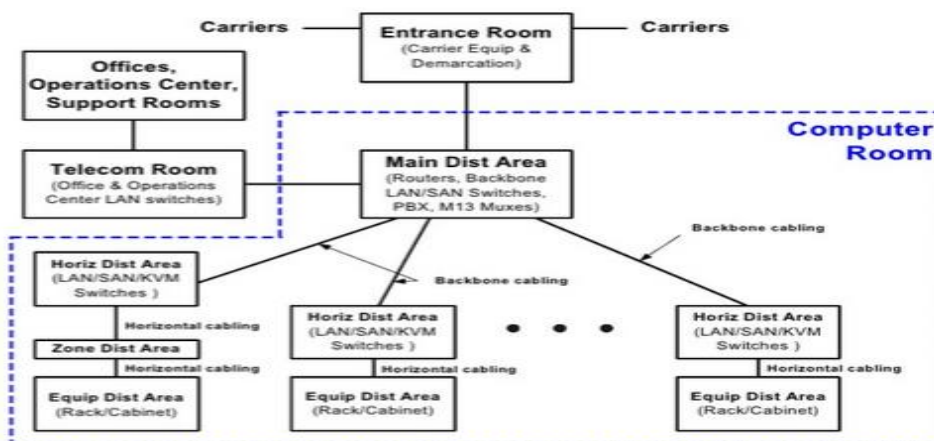 Carriers
Entrance Room
(Carrier Equip &
Demarcation)
Carriers
Offices,
Operations Center,
Support Rooms
Computer
Room
Telecom Room
(Office & Operations
Center LAN switches)
Main Dist Area
(Routers, Backbone
LAN/SAN Switches,
PBX, M13 Muxes)
Backbone cabling
Horiz Dist Area
(LAN/SAN/KVM
Switches )
Backbone cabling
Horizontal cabling
Zone Dist Area
Horizontal cabling
Equip Dist Area
(Rack/Cabinet)
Horiz Dist Area
(LAN/SAN/KVM
Switches )
Horizontal cabling
Equip Dist Area
(Rack/Cabinet)
Horiz Dist Area
(LAN/SAN/KVM
Switches )
Horizontal cabling
Equip Dist Area
(Rack/Cabinet)